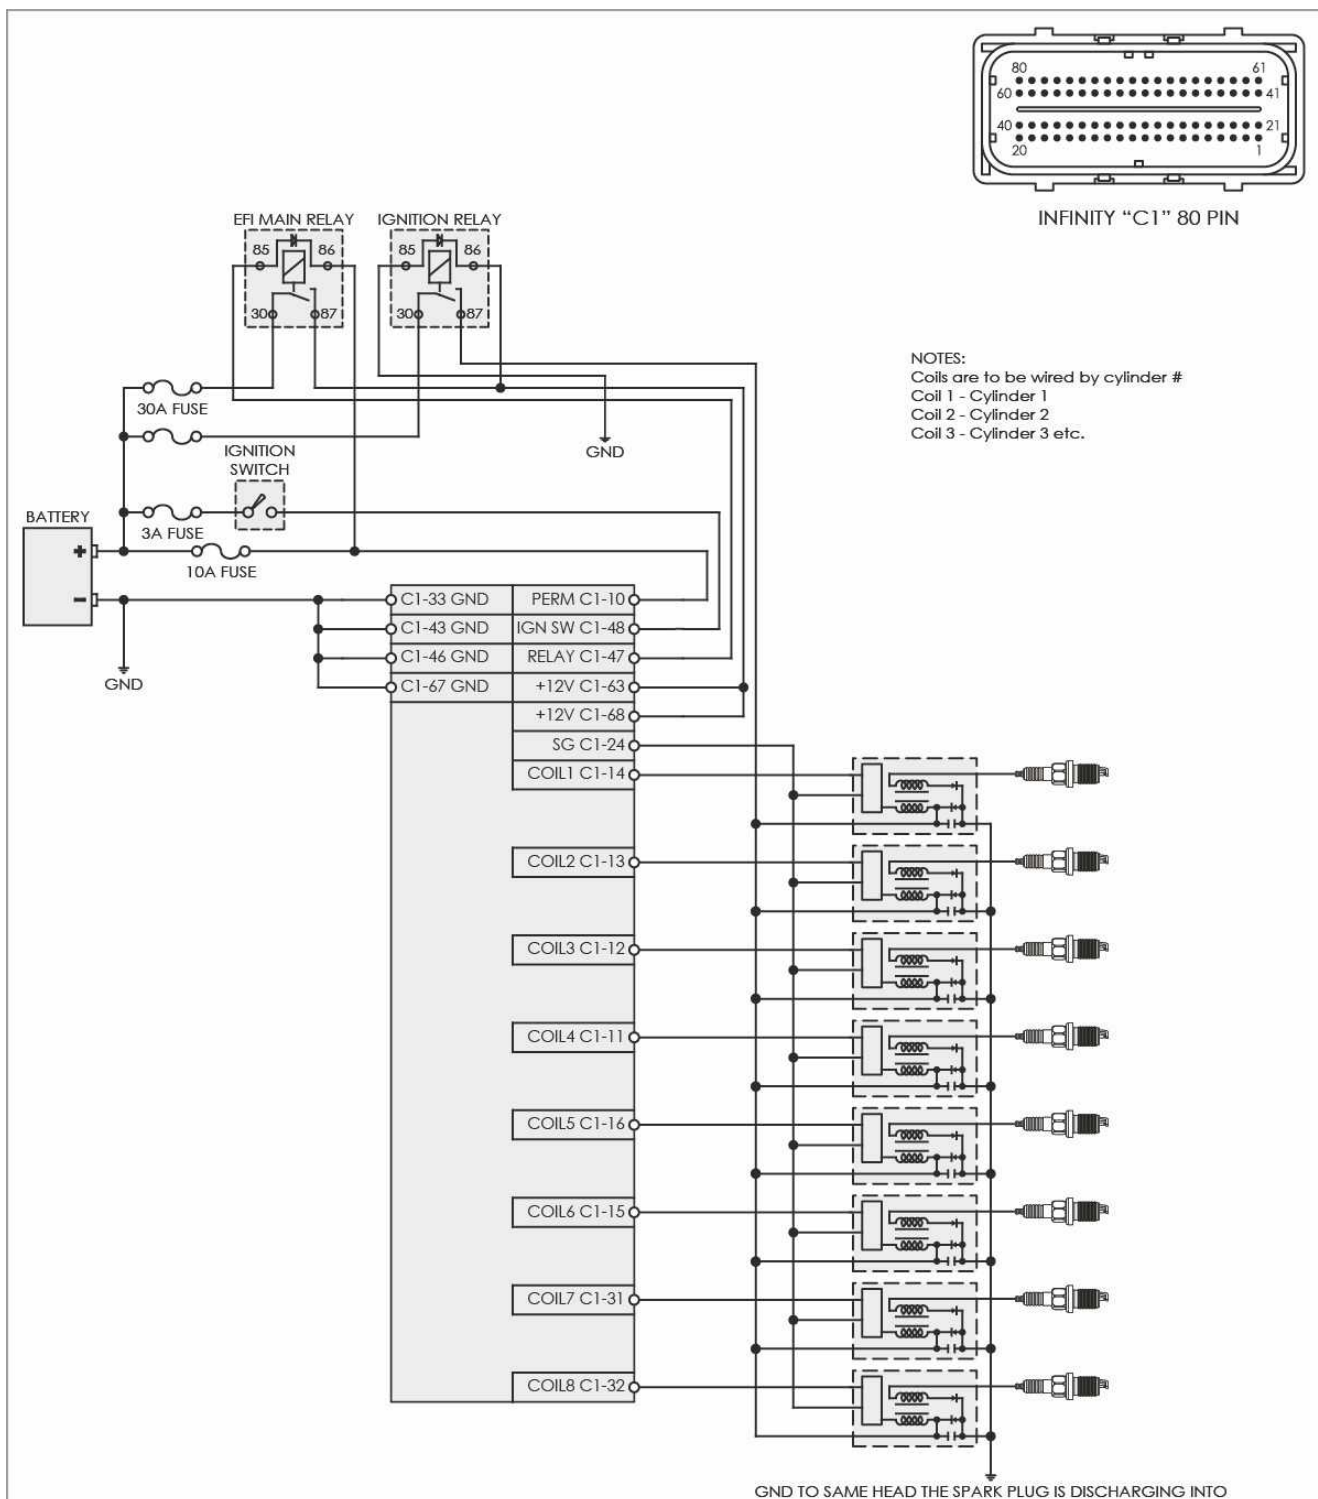 80 61
60 41
40 21
20 1
INFINITY “C1” 80 PIN
EFI MAIN RELAY
85 86
30 87
IGNITION RELAY
85 86
30 87
NOTES:
Coils are to be wired by cylinder #
Coil 1 - Cylinder 1
Coil 2 - Cylinder 2
Coil 3 - Cylinder 3 etc.
30A FUSE
GND
IGNITION
SWITCH
3A FUSE
BATTERY
+
-
10A FUSE
GND
C1-33 GND PERM C1-10
C1-43 GND IGN SW C1-48
C1-46 GND RELAY C1-47
C1-67 GND +12V C1-63
+12V C1-68
SG C1-24
COIL1 C1-14
COIL2 C1-13
COIL3 C1-12
COIL4 C1-11
COIL5 C1-16
COIL6 C1-15
COIL7 C1-31
COIL8 C1-32
GND TO SAME HEAD THE SPARK PLUG IS DISCHARGING INTO